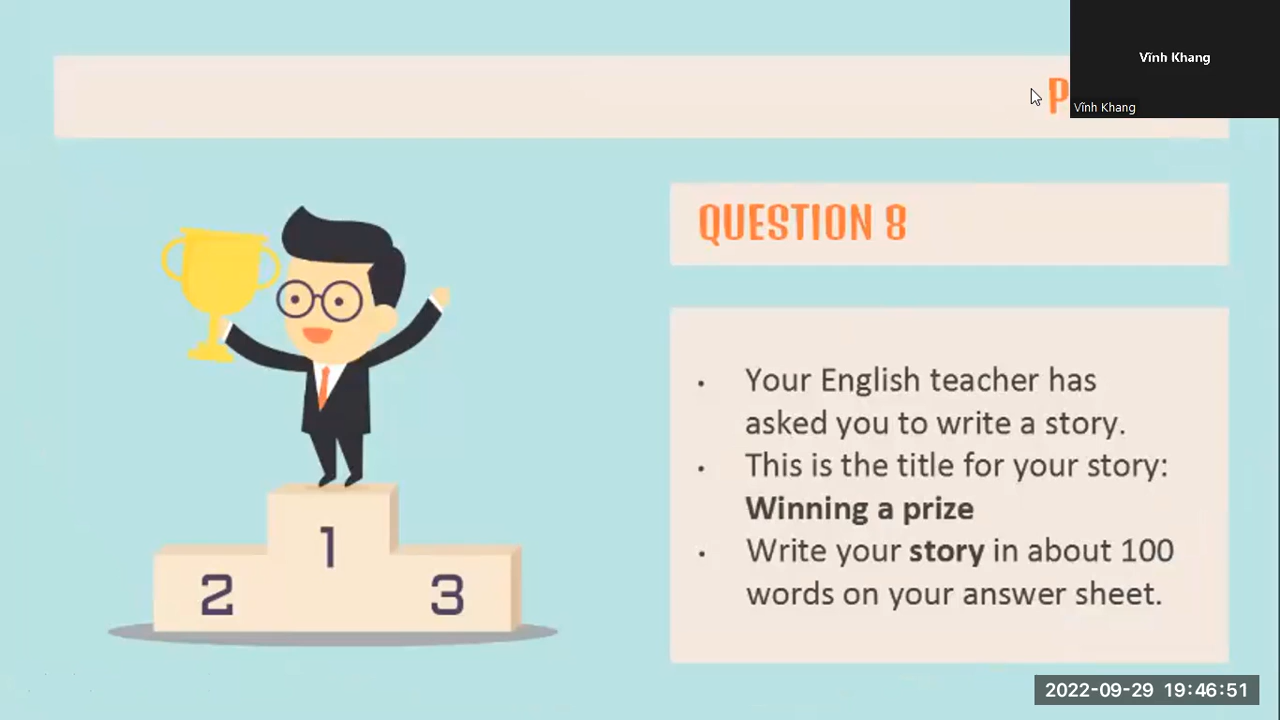 Vĩnh Khang
P
Vĩnh Khang
QUESTION 8
• Your English teacher has
asked you to write a story.
• This is the title for your story:
Winning a prize
• Write your story in about 100
words on your answer sheet.
1
2 3
2022-09-29 19:46:51